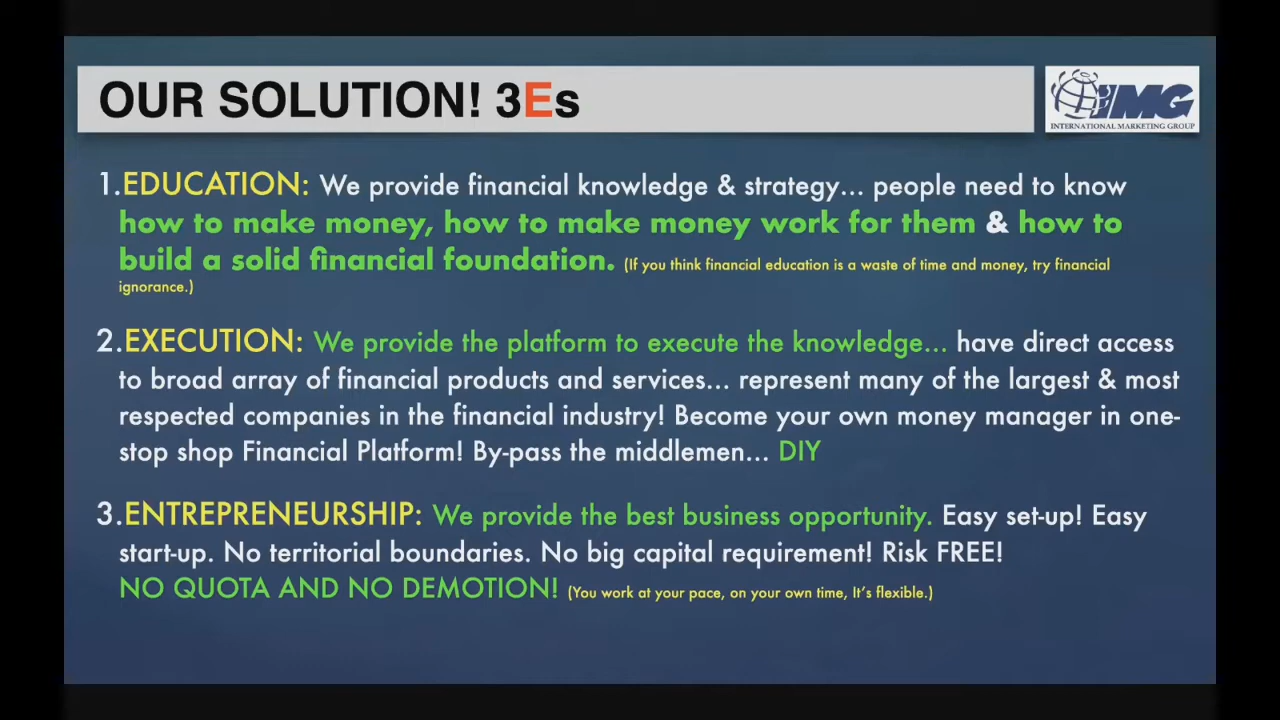 OUR SOLUTION! 3Es
IMG
INTERNATIONAL MARKETING GROUP
1.EDUCATION: We provide financial knowledge & strategy... people need to know
how to make money, how to make money work for them & how to
build a solid financial foundation. (If you think financial education is a waste of time and money, try financial
ignorance.)
2.EXECUTION: We provide the platform to execute the knowledge... have direct access
to broad array of financial products and services... represent many of the largest & most
respected companies in the financial industry! Become your own money manager in one-
stop shop Financial Platform! By-pass the middlemen... DIY
3.ENTREPRENEURSHIP: We provide the best business opportunity. Easy set-up! Easy
start-up. No territorial boundaries. No big capital requirement! Risk FREE!
NO QUOTA AND NO DEMOTION! (You work at your pace, on your own time, It's flexible.)